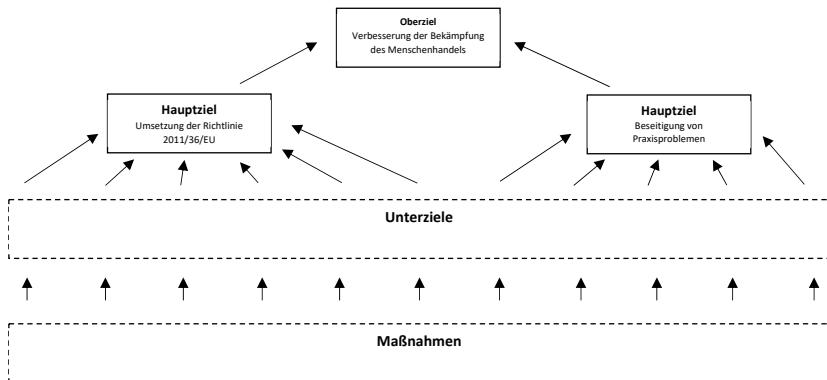 Oberziel
Verbesserung der Bekämpfung
des Menschenhandels
Hauptziel
Umsetzung der Richtlinie
2011/36/EU
Hauptziel
Beseitigung von
Praxisproblemen
Unterziele
Maßnahmen